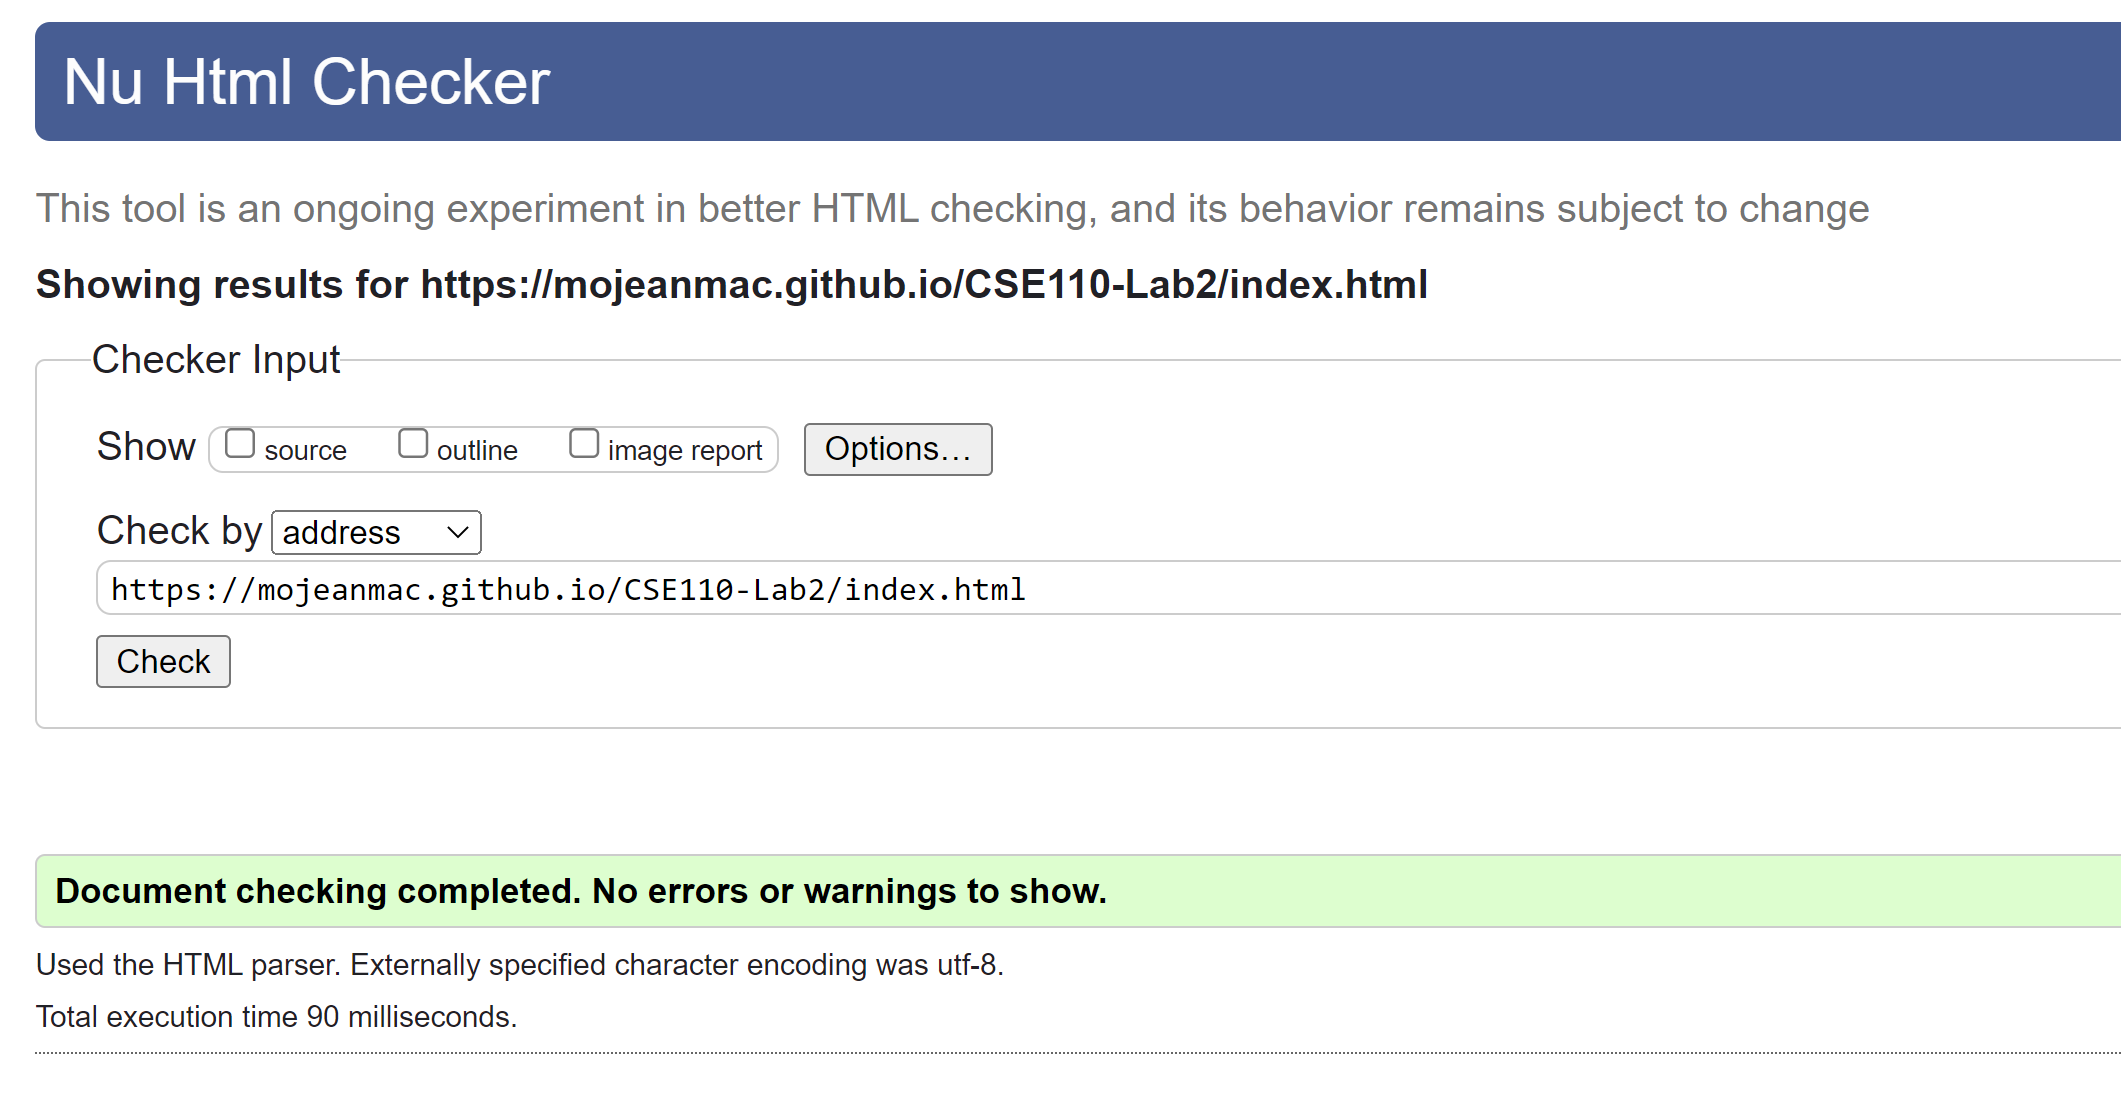 Nu Html Checker
This tool is an ongoing experiment in better HTML checking, and its behavior remains subject to change
Showing results for https://mojeanmac.github.io/CSE110-Lab2/index.html
Checker Input
Show source outline image report Options…
Check by address
https://mojeanmac.github.io/CSE110-Lab2/index.html
Check
Document checking completed. No errors or warnings to show.
Used the HTML parser. Externally specified character encoding was utf-8.
Total execution time 90 milliseconds.